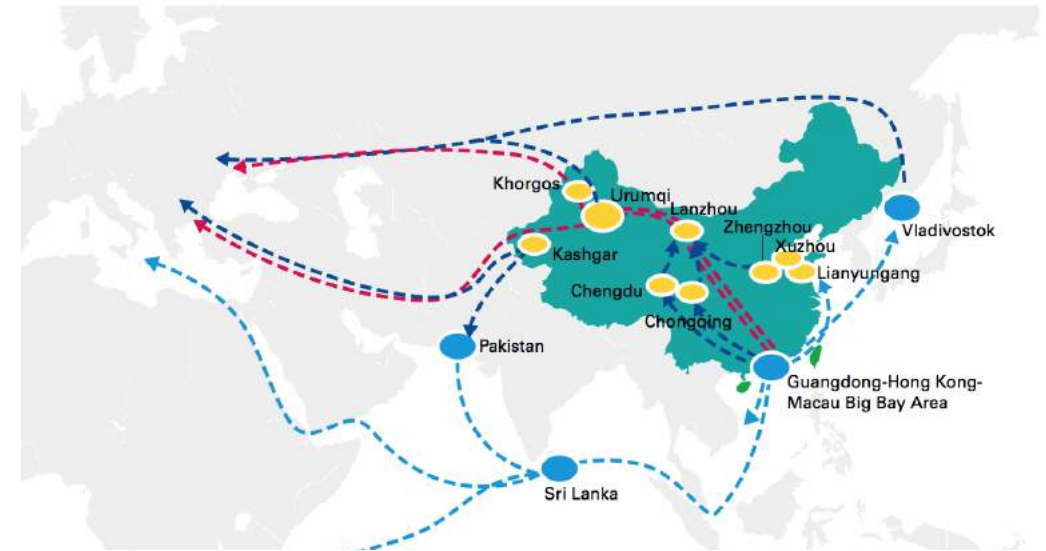 Khorgos
Urumqi
Lanzhou
Zhengzhou
Xuzhou
Vladivostok
Kashgar
Lianyungang
Chengdu
Chongqing
Pakistan
Guangdong-Hong Kong-
Macau Big Bay Area
Sri Lanka